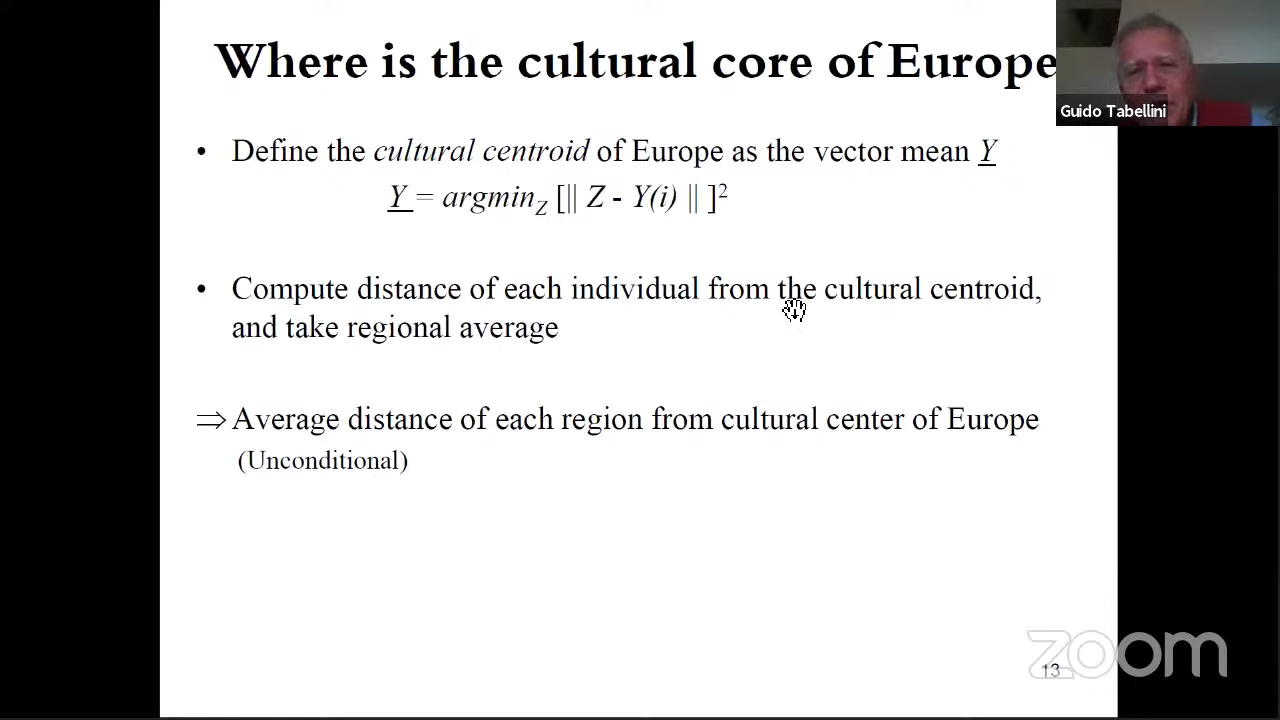 Where is the cultural core of Europe
Guido Tabellini
• Define the cultural centroid of Europe as the vector mean Y
Y = argmin_Z [|| Z - Y(i) || ]²
• Compute distance of each individual from the cultural centroid,
and take regional average
⇒ Average distance of each region from cultural center of Europe
(Unconditional)
zoom
13